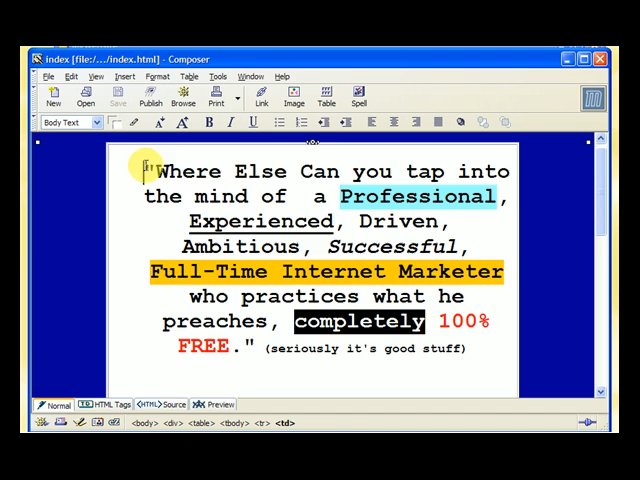 index [file:/.../index.html] - Composer
File Edit View Insert Format Table Tools Window Help
New Open Save Publish Browse Print Link Image Table Spell
Body Text B I U
"Where Else Can you tap into
the mind of a Professional,
Experienced, Driven,
Ambitious, Successful,
Full-Time Internet Marketer
who practices what he
preaches, completely 100%
FREE." (seriously it's good stuff)
Normal TD HTML Tags <HTML> Source Preview
<body> <div> <table> <tbody> <tr> <td>